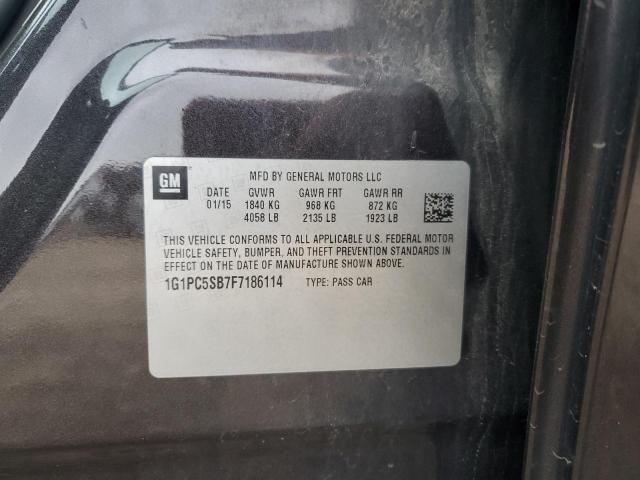 GM
MFD BY GENERAL MOTORS LLC
DATE GVWR GAWR FRT GAWR RR
01/15 1840 KG 968 KG 872 KG
4058 LB 2135 LB 1923 LB
THIS VEHICLE CONFORMS TO ALL APPLICABLE U.S. FEDERAL MOTOR
VEHICLE SAFETY, BUMPER, AND THEFT PREVENTION STANDARDS IN
EFFECT ON THE DATE OF MANUFACTURE SHOWN ABOVE.
1G1PC5SB7F7186114 TYPE: PASS CAR